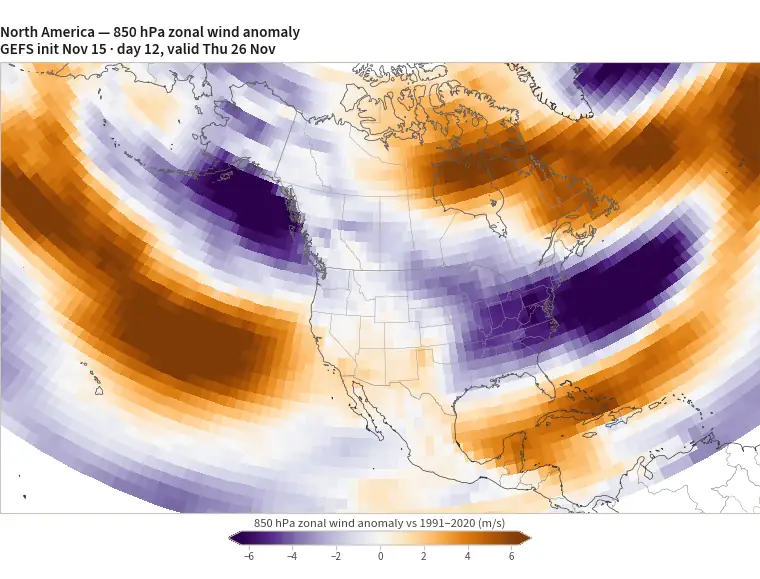 North America — 850 hPa zonal wind anomaly
GEFS init Nov 15 · day 12, valid Thu 26 Nov
850 hPa zonal wind anomaly vs 1991–2020 (m/s)
−6 −4 −2 0 2 4 6